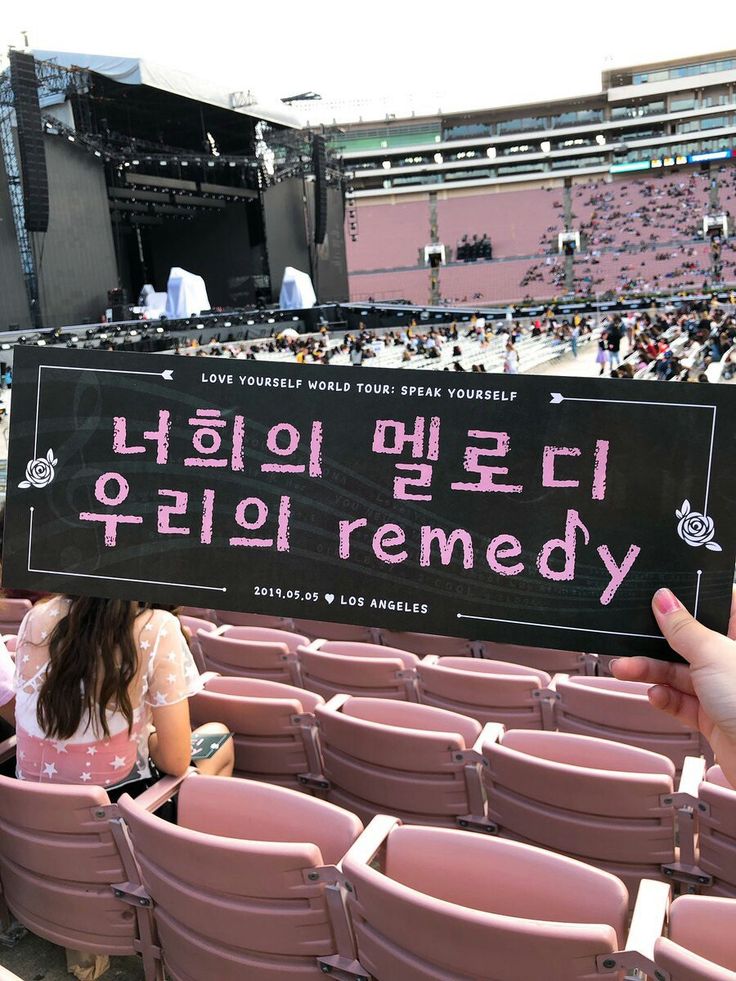 LOVE YOURSELF WORLD TOUR: SPEAK YOURSELF
너희의 멜로디
우리의 remedy
2019.05.05 ♥ LOS ANGELES